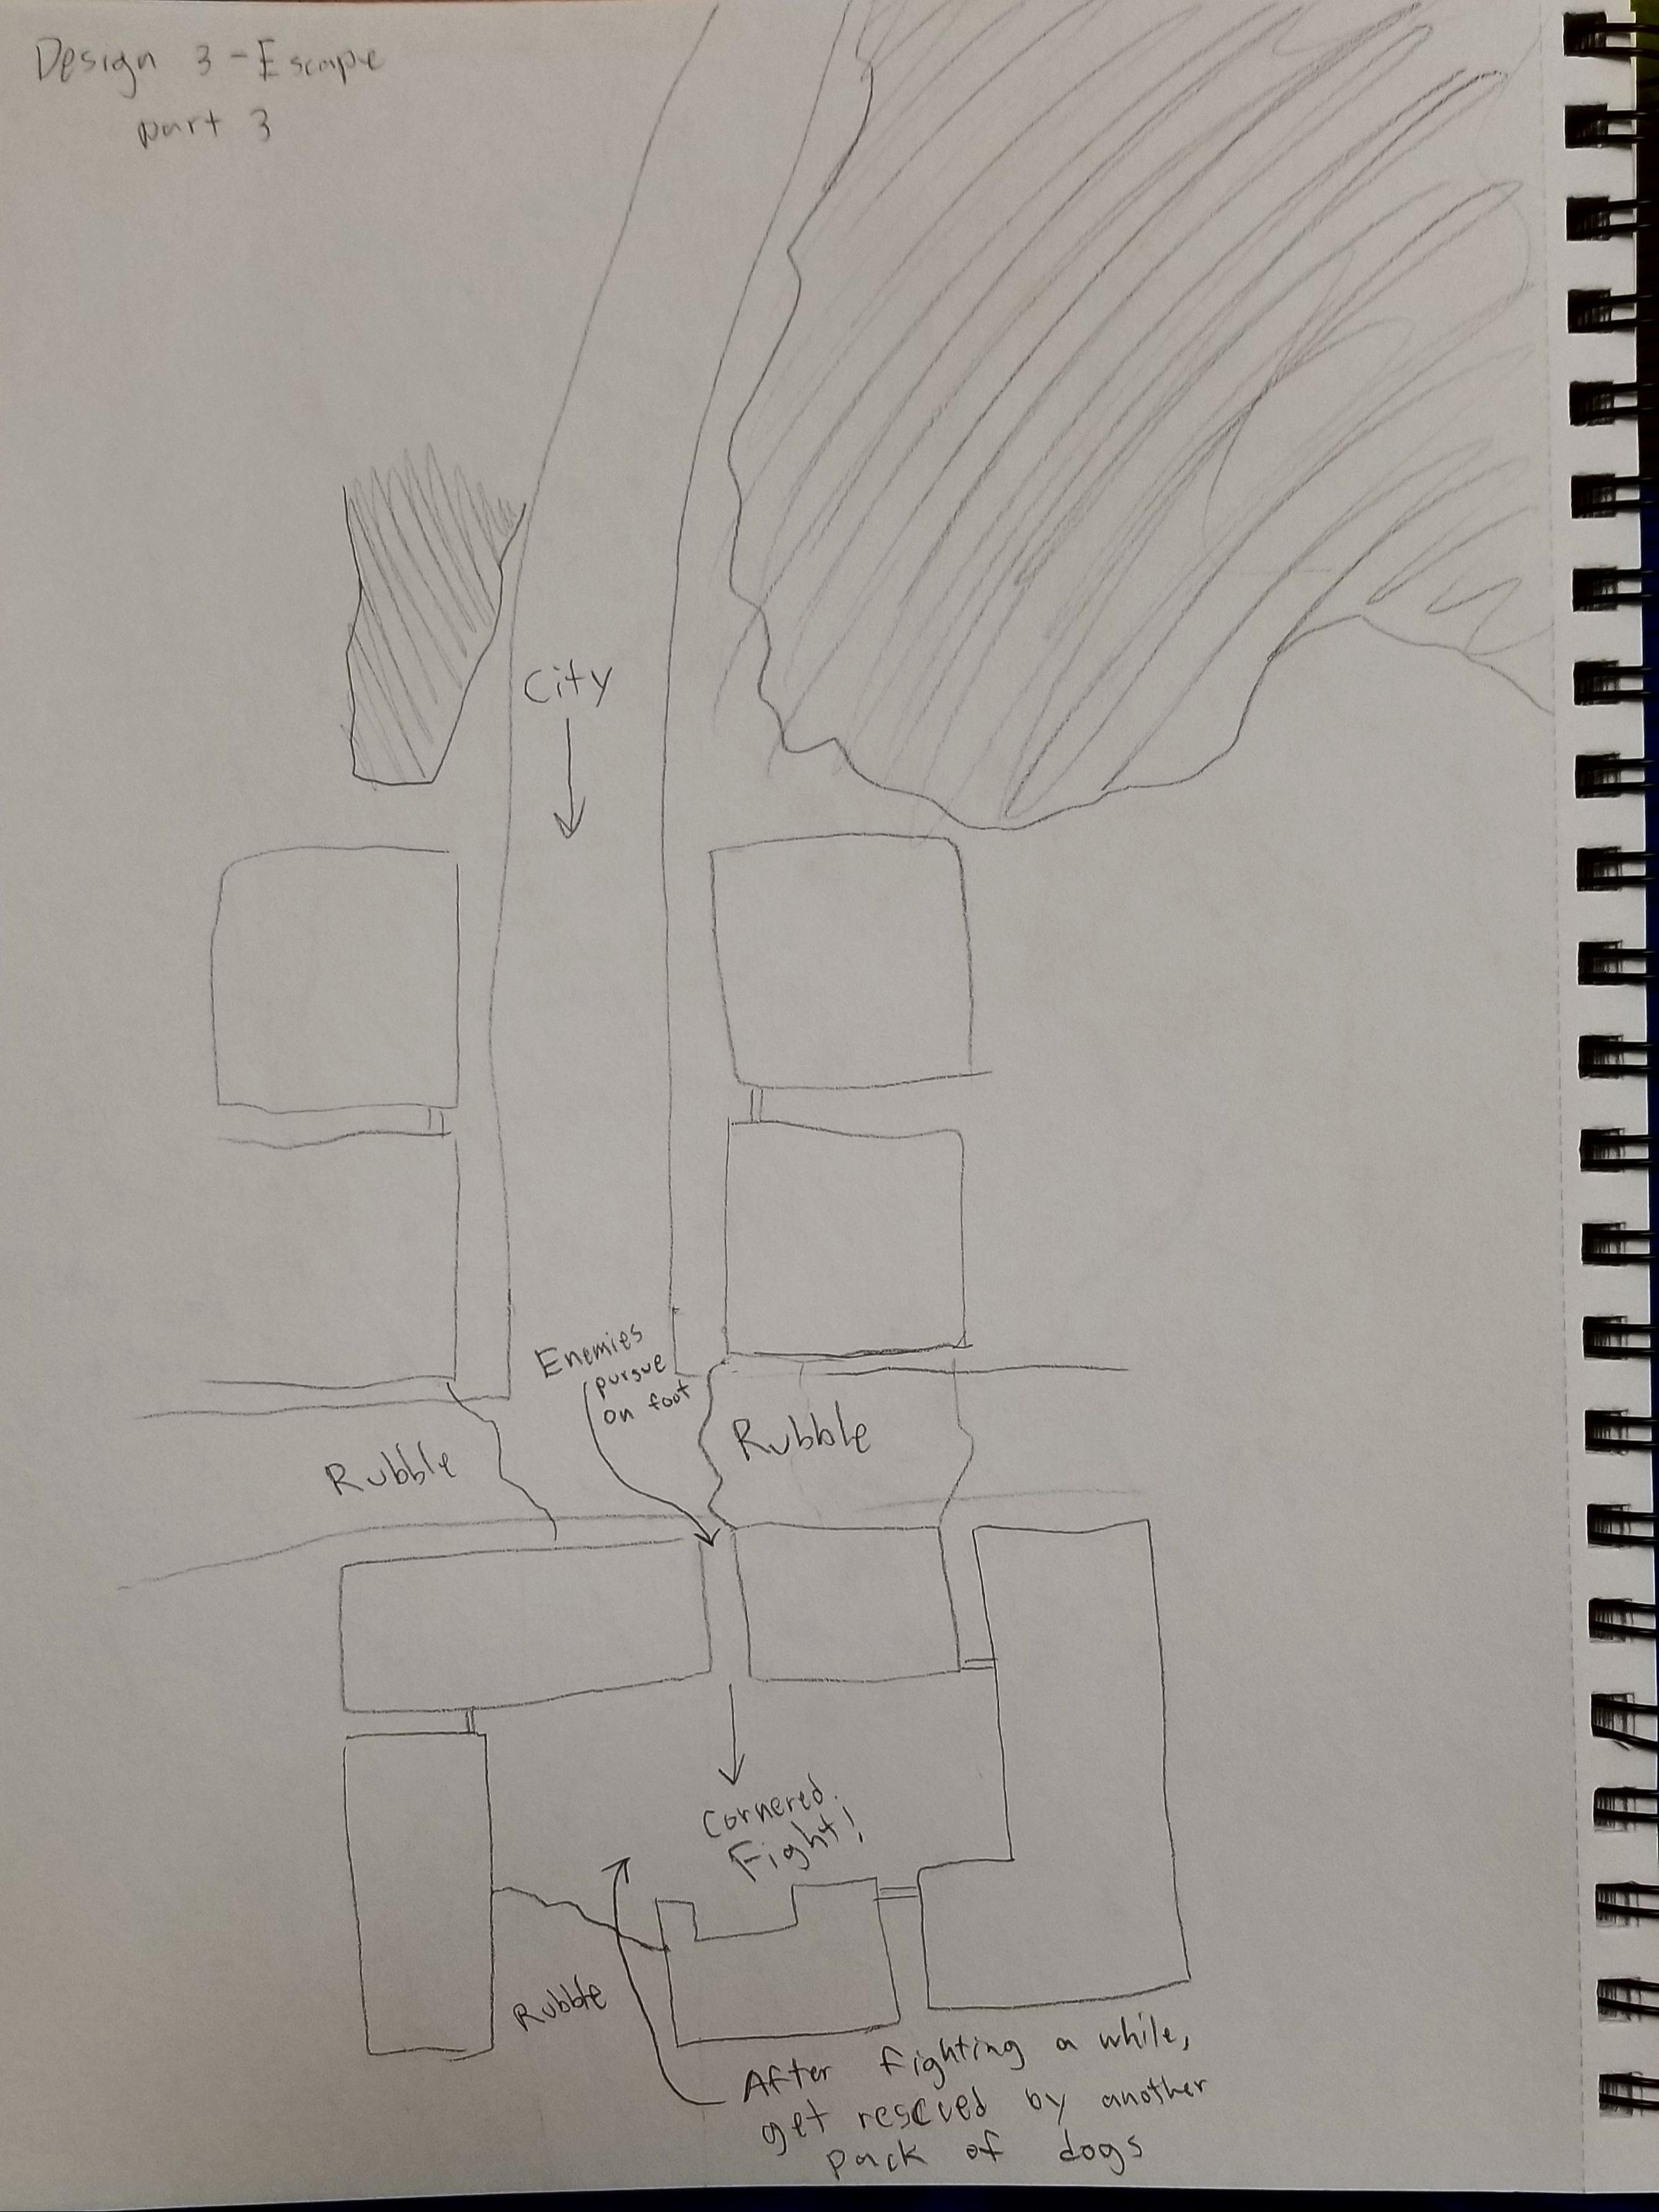 Design 3 - Escape
part 3
City
Enemies
pursue
on foot
Rubble
Rubble
Cornered.
Fight!
Rubble
After fighting a while,
get rescued by another
pack of dogs